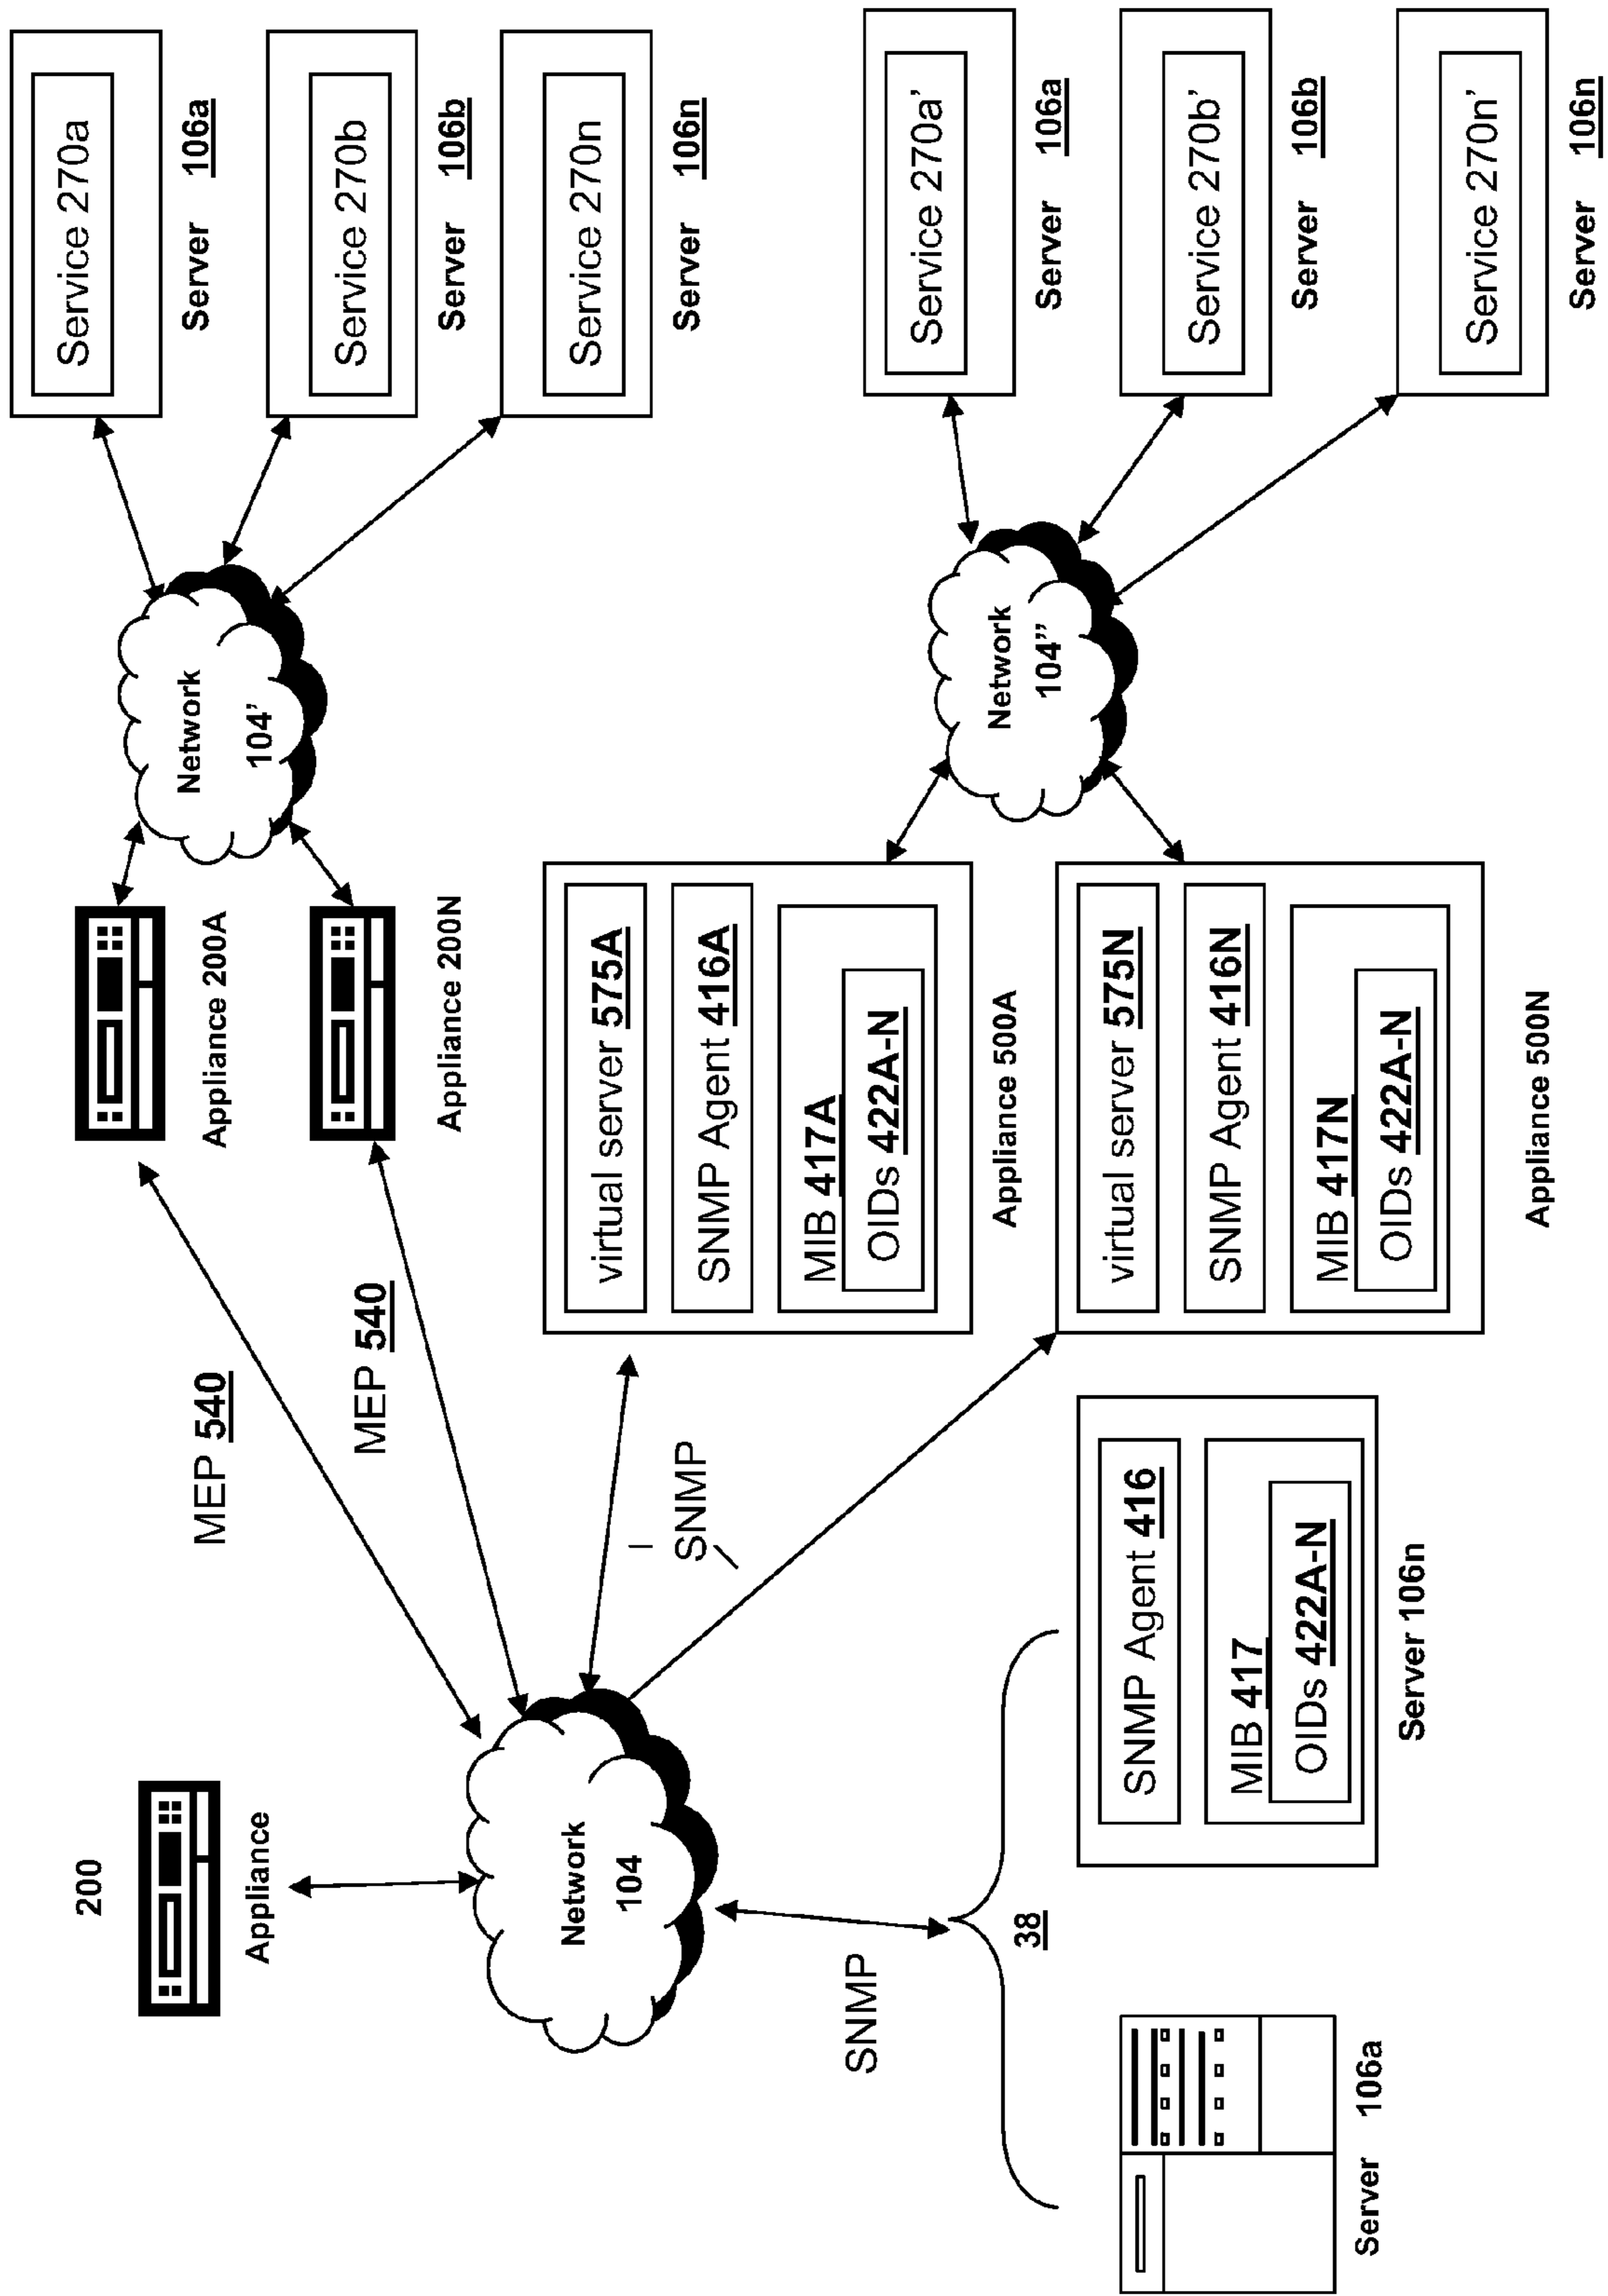 200
Appliance
Network
104
MEP 540
MEP 540
SNMP
SNMP
38
Server 106a
SNMP Agent 416
MIB 417
OIDs 422A-N
Server 106n
Appliance 200A
Appliance 200N
virtual server 575A
SNMP Agent 416A
MIB 417A
OIDs 422A-N
Appliance 500A
virtual server 575N
SNMP Agent 416N
MIB 417N
OIDs 422A-N
Appliance 500N
Network
104’
Network
104”
Service 270a
Server 106a
Service 270b
Server 106b
Service 270n
Server 106n
Service 270a’
Server 106a
Service 270b’
Server 106b
Service 270n’
Server 106n